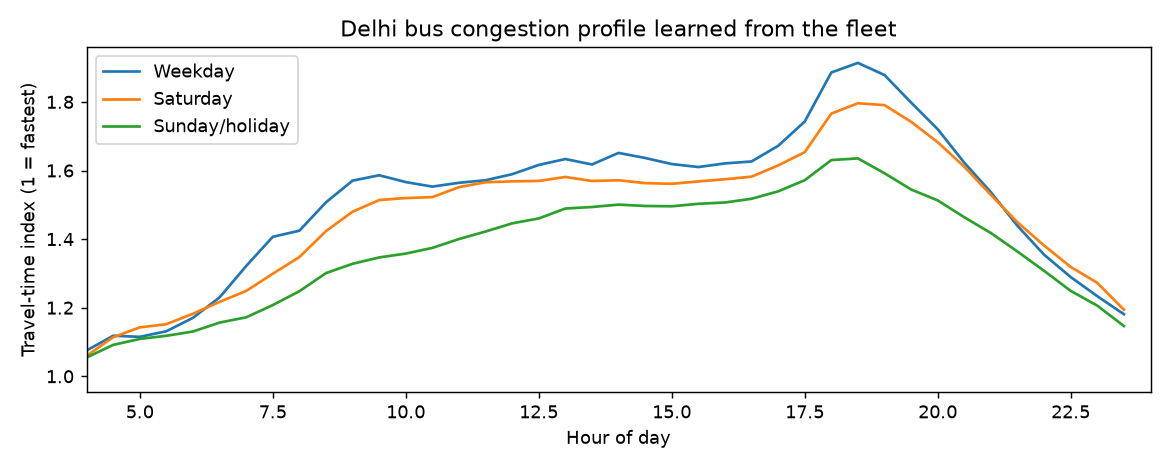 Delhi bus congestion profile learned from the fleet
Weekday
Saturday
Sunday/holiday
Travel-time index (1 = fastest)
1.8
1.6
1.4
1.2
1.0
5.0 7.5 10.0 12.5 15.0 17.5 20.0 22.5
Hour of day